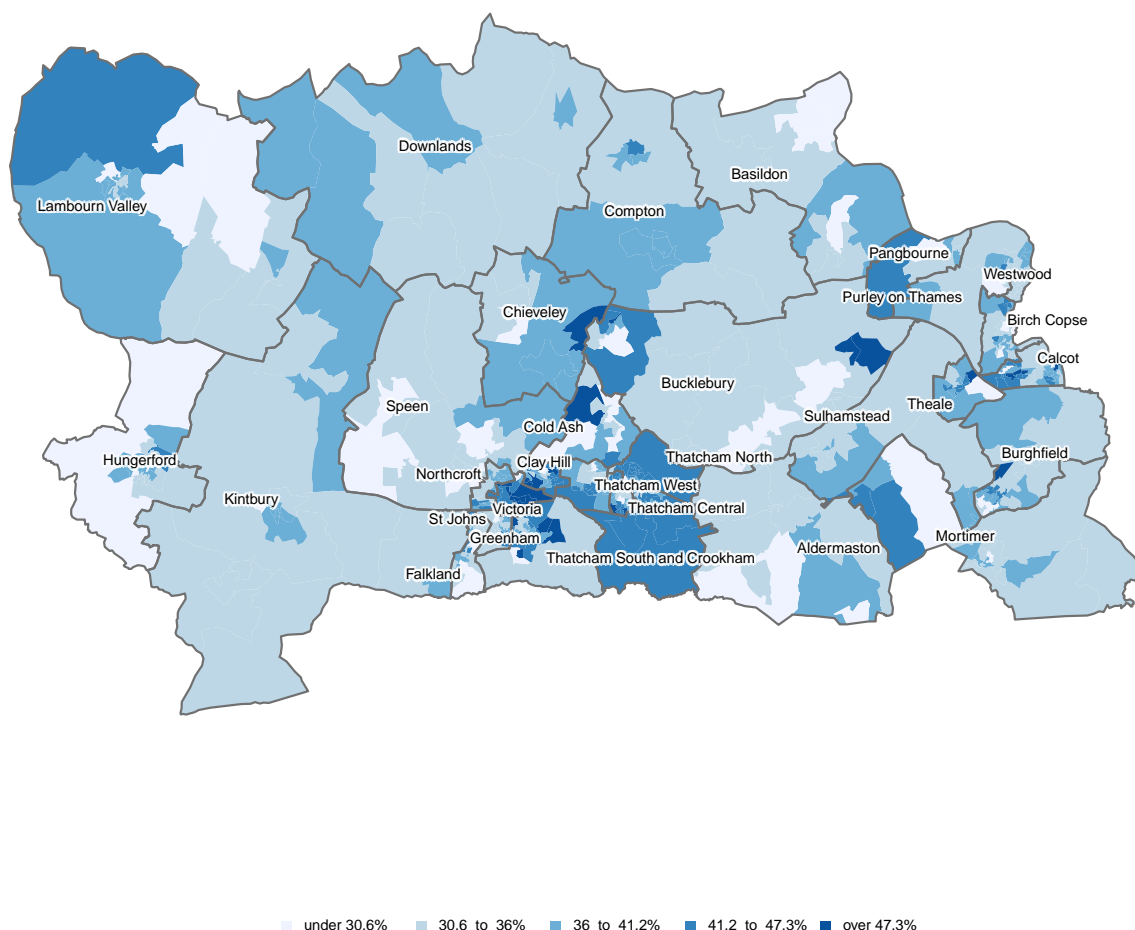 Downlands
Basildon
Lambourn Valley
Compton
Pangbourne
Westwood
Purley on Thames
Chieveley
Birch Copse
Calcot
Bucklebury
Speen
Theale
Sulhamstead
Cold Ash
Burghfield
Thatcham North
Hungerford
Clay Hill
Northcroft
Thatcham West
Kintbury
Victoria
Thatcham Central
St Johns
Greenham
Mortimer
Aldermaston
Thatcham South and Crookham
Falkland
under 30.6% 30.6 to 36% 36 to 41.2% 41.2 to 47.3% over 47.3%